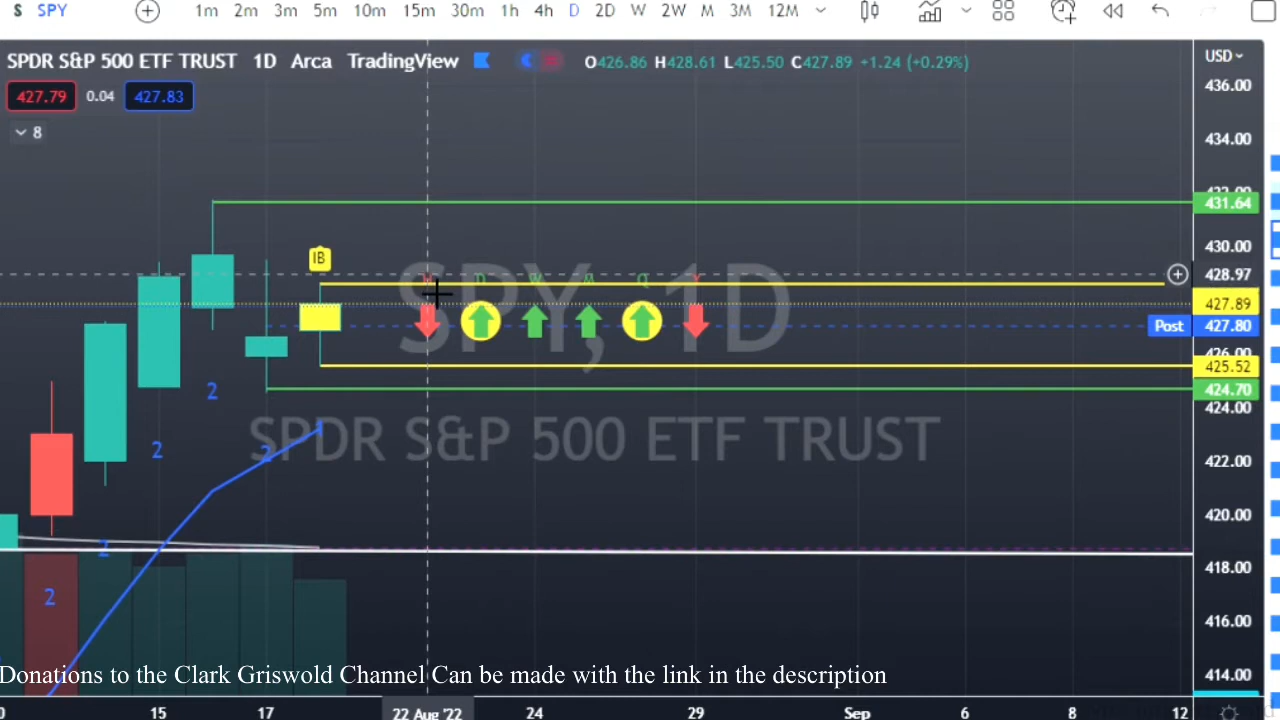 S SPY 1m 2m 3m 5m 10m 15m 30m 1h 4h D 2D W 2W M 3M 12M
SPDR S&P 500 ETF TRUST 1D Arca TradingView O426.86 H428.61 L425.50 C427.89 +1.24 (+0.29%)
USD
427.79 0.04 427.83
436.00
8
434.00
431.64
430.00
IB
428.97
D W M Q Y
427.89
SPY, 1D
Post 427.80
426.00
425.52
424.70
2
424.00
SPDR S&P 500 ETF TRUST
2
2
422.00
420.00
2
418.00
2
416.00
Donations to the Clark Griswold Channel Can be made with the link in the description
414.00
15 17 22 Aug '22 24 29 Sep 6 8 12